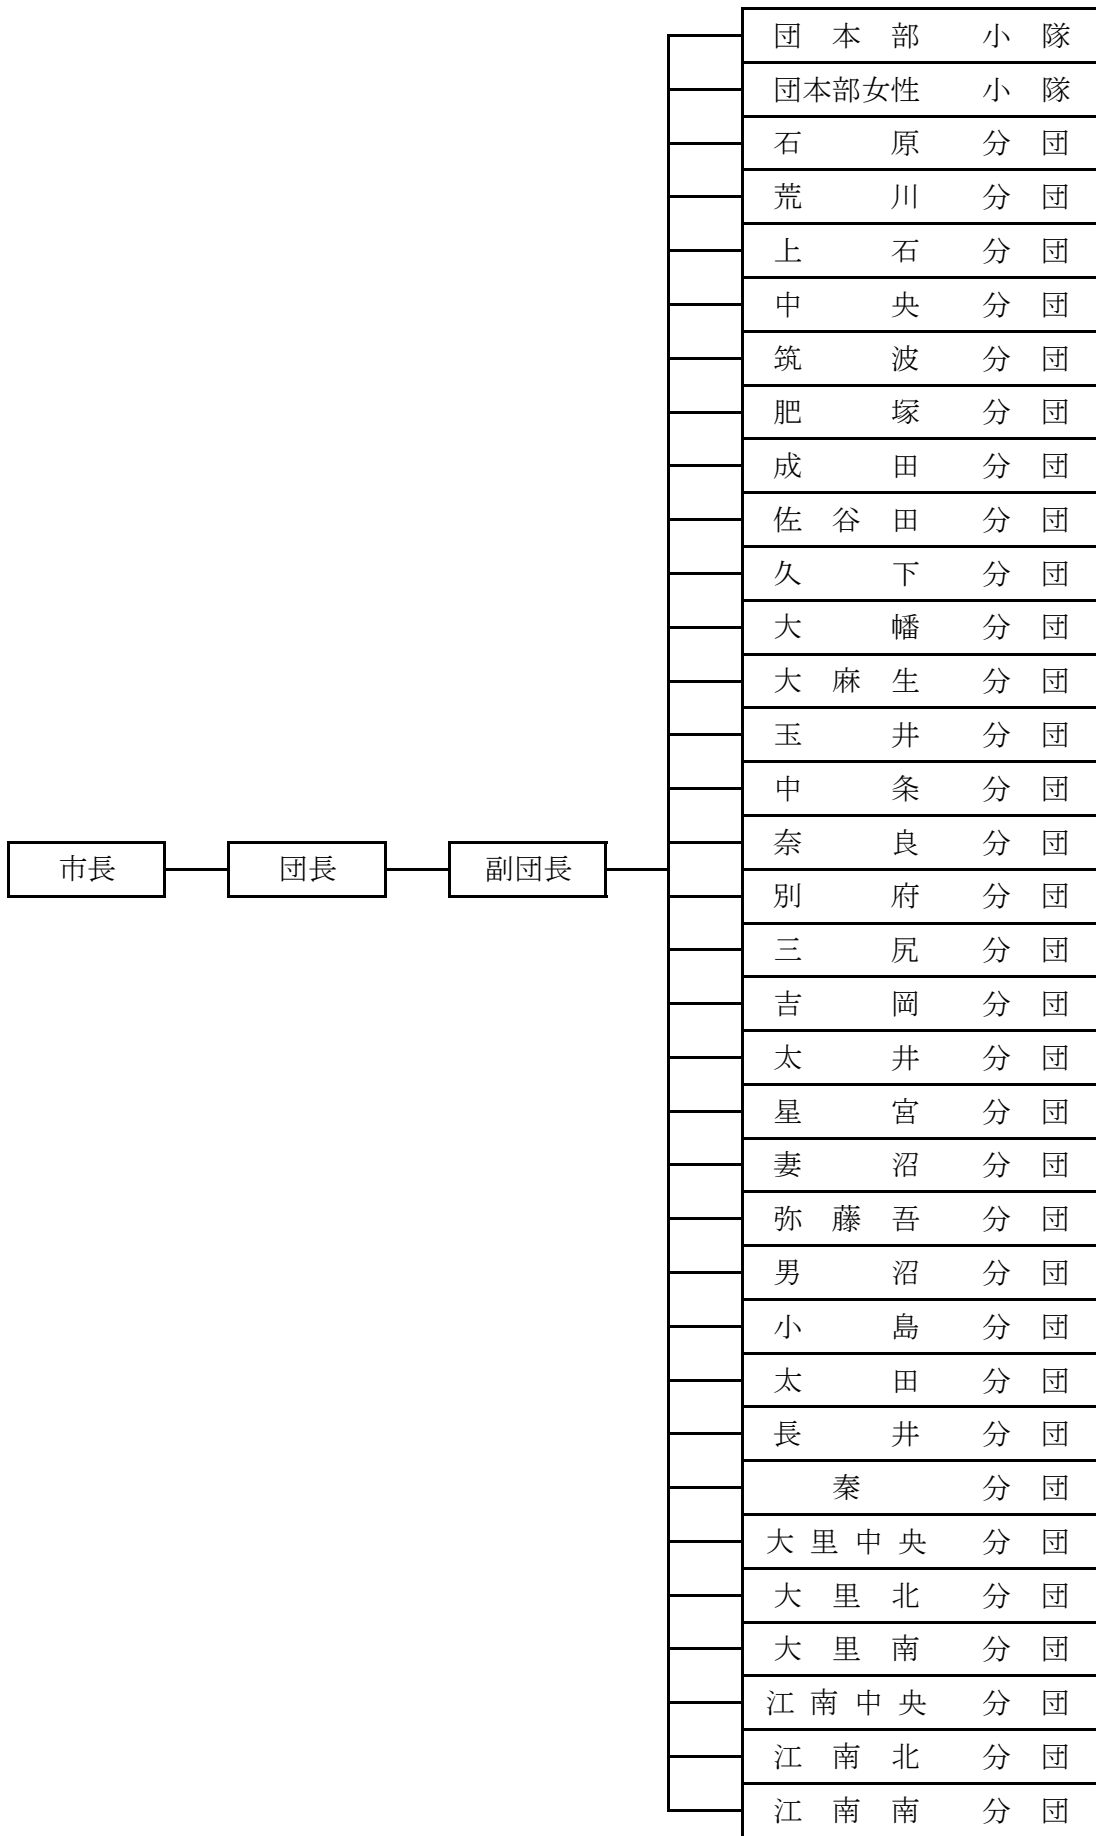 団本部 小隊
団本部女性 小隊
石原 分団
荒川 分団
上石 分団
中央 分団
筑波 分団
肥塚 分団
成田 分団
佐谷田 分団
久下 分団
大幡 分団
大麻生 分団
玉井 分団
中条 分団
奈良 分団
市長 団長 副団長
別府 分団
三尻 分団
吉岡 分団
太井 分団
星宮 分団
妻沼 分団
弥藤吾 分団
男沼 分団
小島 分団
太田 分団
長井 分団
秦 分団
大里中央 分団
大里北 分団
大里南 分団
江南中央 分団
江南北 分団
江南南 分団